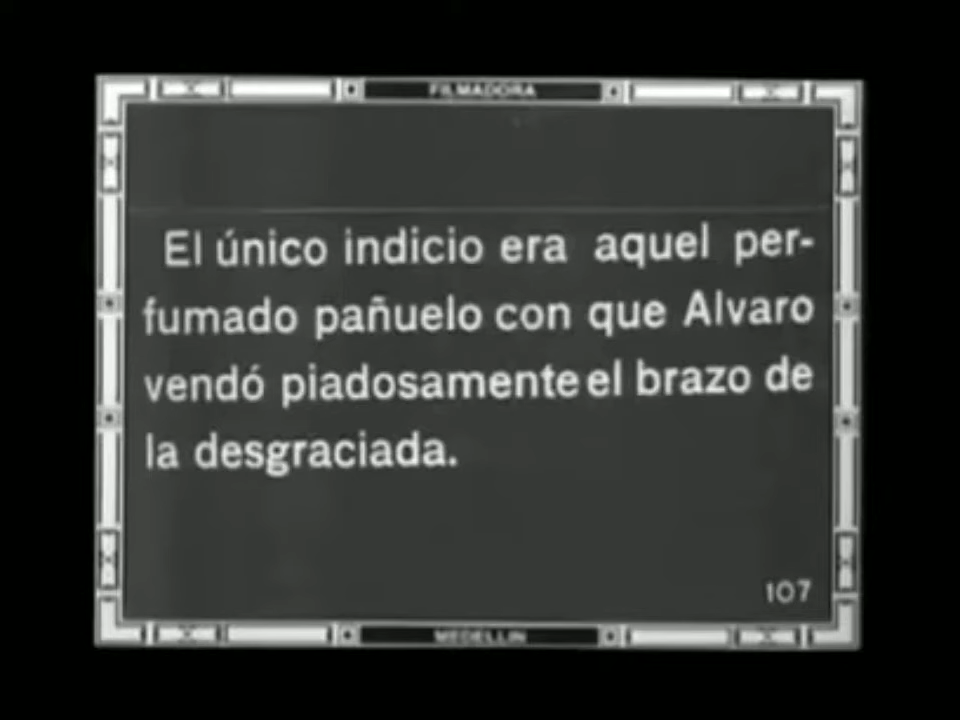 FILMADORA
El único indicio era aquel per-
fumado pañuelo con que Alvaro
vendó piadosamente el brazo de
la desgraciada.
107
MEDELLIN